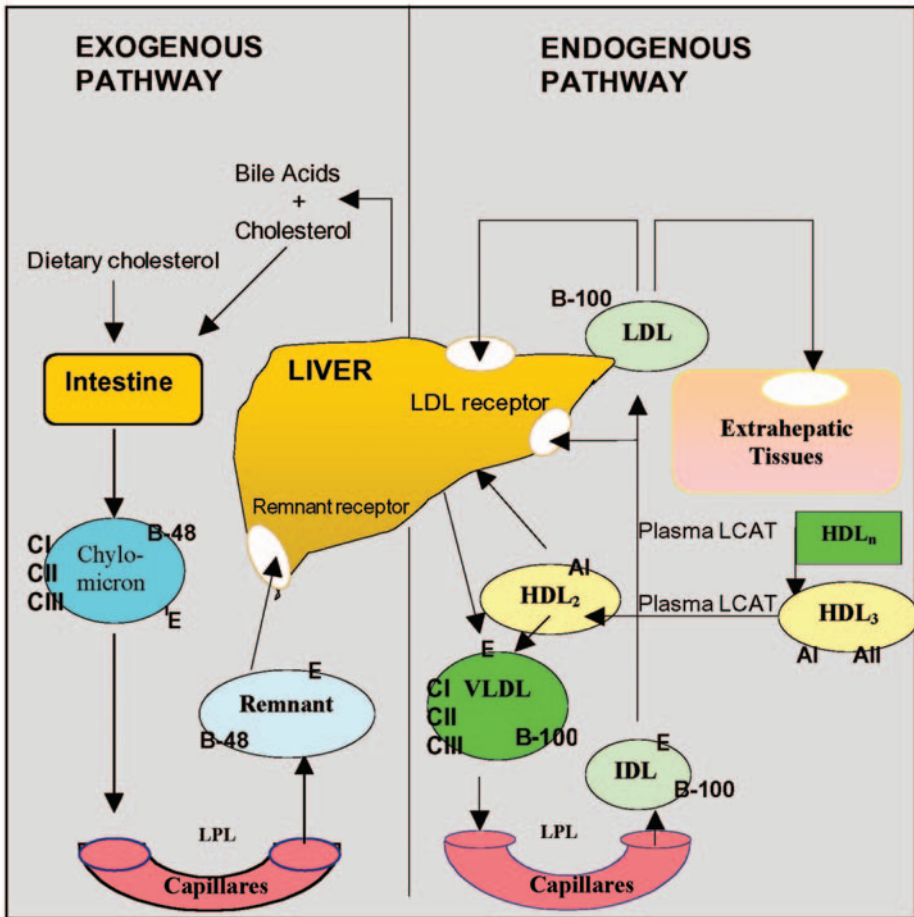 EXOGENOUS
PATHWAY
Bile Acids
+
Cholesterol
Dietary cholesterol
Intestine
CI
CII
CIII
B-48
Chylo-
micron
E
Remnant receptor
E
Remnant
B-48
LPL
Capillares
ENDOGENOUS
PATHWAY
LIVER
LDL receptor
B-100
LDL
Extrahepatic
Tissues
Plasma LCAT
HDLn
AI
HDL2
Plasma LCAT
HDL3
AI AII
E
VLDL
CI
CII
CIII
B-100
E
IDL
B-100
LPL
Capillares